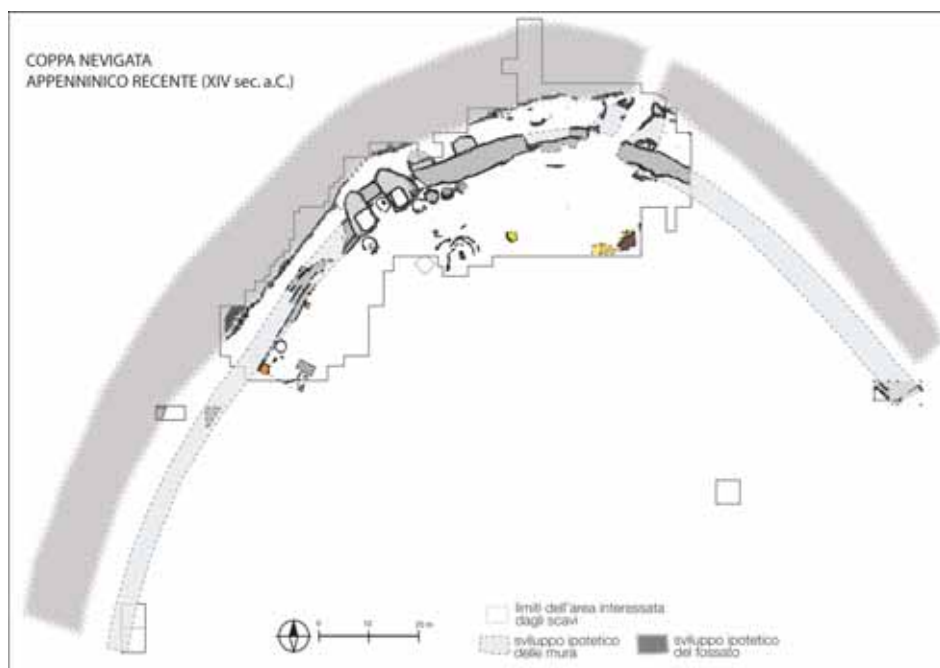 COPPA NEVIGATA
APPENNINICO RECENTE (XIV sec. a.C.)
limiti dell'area interessata
dagli scavi
sviluppo ipotetico
delle mura
sviluppo ipotetico
del fossato
0 10 20 m